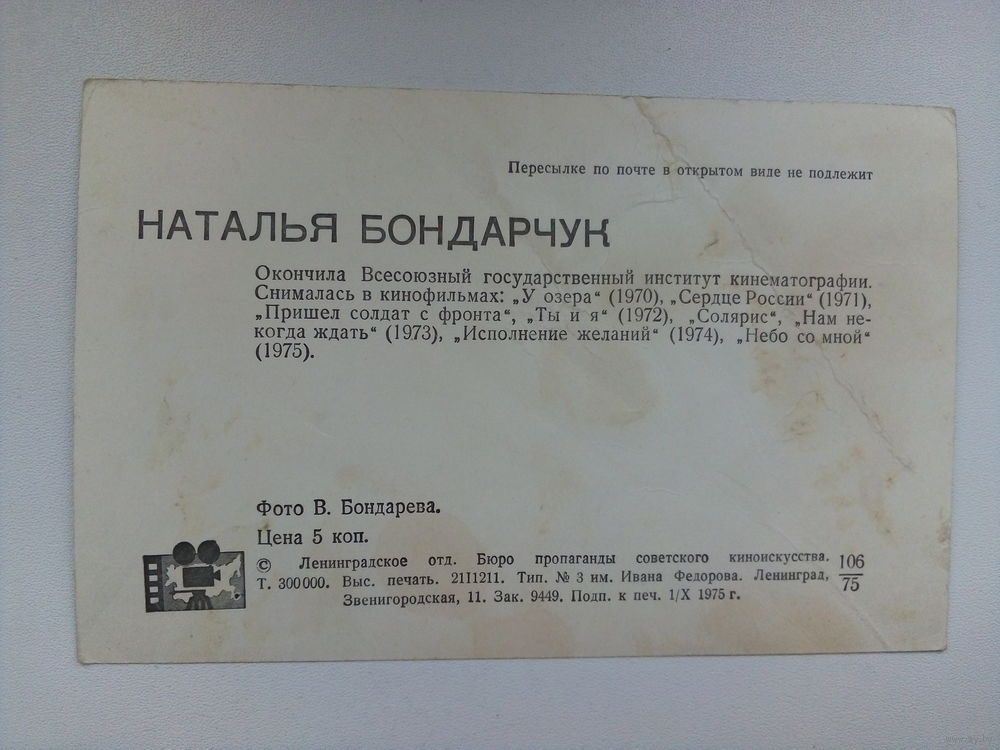 Пересылке по почте в открытом виде не подлежит
НАТАЛЬЯ БОНДАРЧУК
Окончила Всесоюзный государственный институт кинематографии.
Снималась в кинофильмах: „У озера“ (1970), „Сердце России“ (1971),
„Пришел солдат с фронта“, „Ты и я“ (1972), „Солярис“, „Нам не-
когда ждать“ (1973), „Исполнение желаний“ (1974), „Небо со мной“
(1975).
Фото В. Бондарева.
Цена 5 коп.
© Ленинградское отд. Бюро пропаганды советского киноискусства. 106
Т. 300000. Выс. печать. 2111211. Тип. № 3 им. Ивана Федорова. Ленинград, 75
Звенигородская, 11. Зак. 9449. Подп. к печ. 1/X 1975 г.